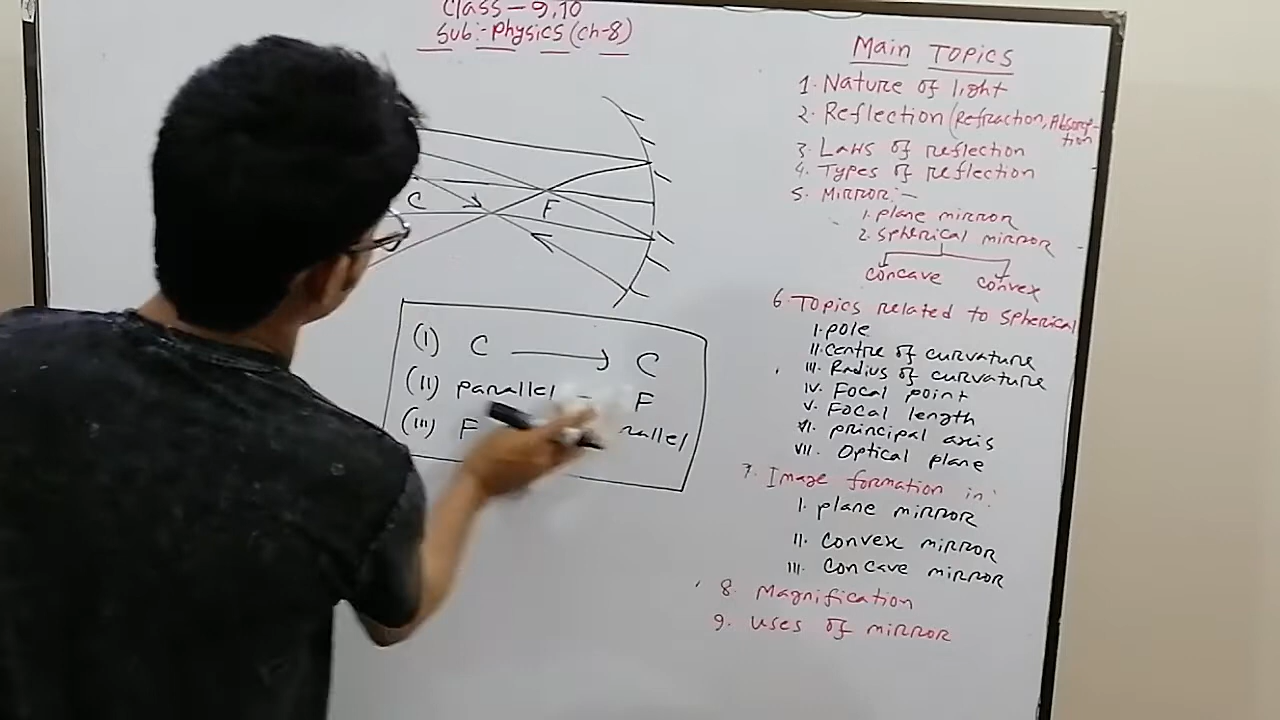 Class - 9,10
Sub:- Physics (ch-8)
C
F
(I) C → C
(II) parallel - F
(III) F rallel
Main TOPICS
1. Nature of light
2. Reflection (Refraction, Absorp-
tion
3. Laws of reflection
4. Types of reflection
5. Mirror:-
1. plane mirror
2. spherical mirror
concave convex
6. Topics related to spherical
I. pole
II. Centre of curvature
III. Radius of curvature
IV. Focal point
V. Focal length
VI. principal axis
VII. Optical plane
7. Image formation in:
I. plane mirror
II. Convex mirror
III. Concave mirror
8. Magnification
9. Uses of mirror